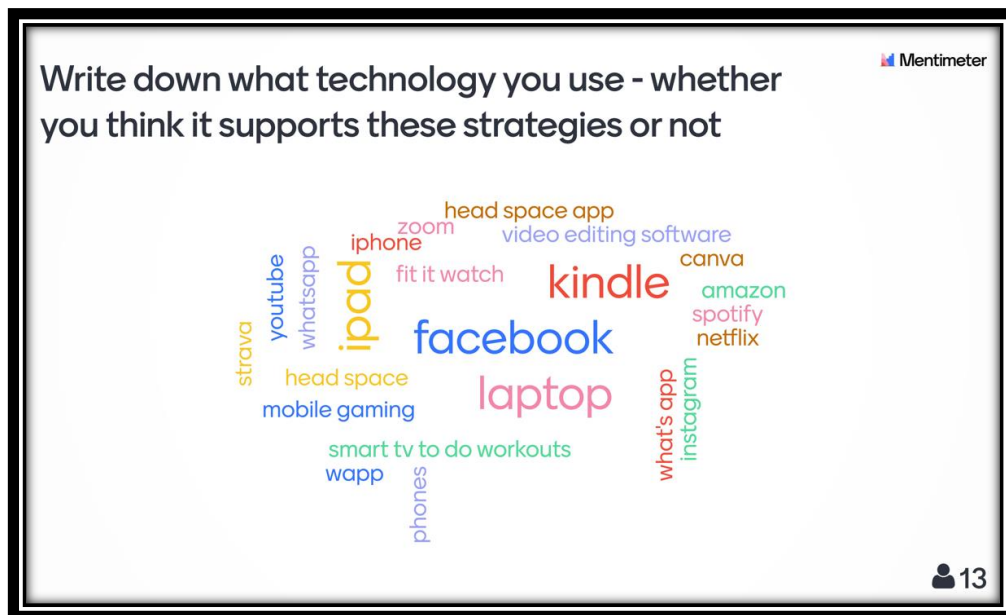 Mentimeter
Write down what technology you use - whether
you think it supports these strategies or not
head space app
zoom
video editing software
iphone
canva
youtube
whatsapp
ipad
fit it watch
kindle
amazon
spotify
facebook
netflix
strava
head space
laptop
what's app
instagram
mobile gaming
smart tv to do workouts
wapp
phones
13